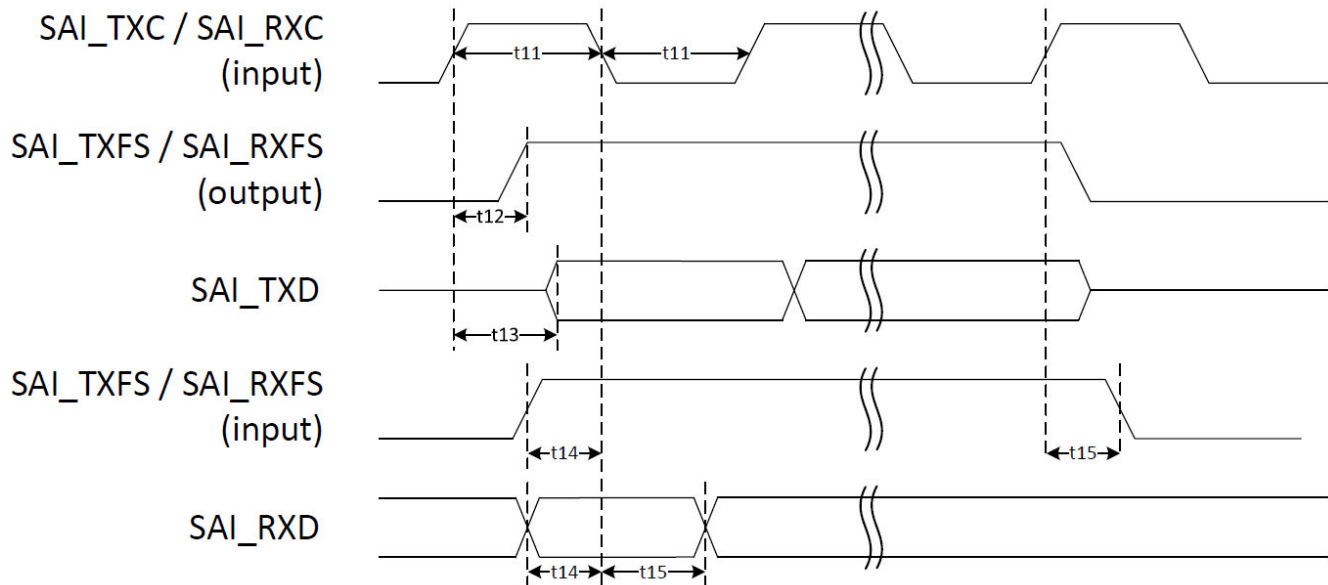 SAI_TXC / SAI_RXC
(input)
t11
t11
SAI_TXFS / SAI_RXFS
(output)
t12
SAI_TXD
t13
SAI_TXFS / SAI_RXFS
(input)
t14
t15
SAI_RXD
t14
t15